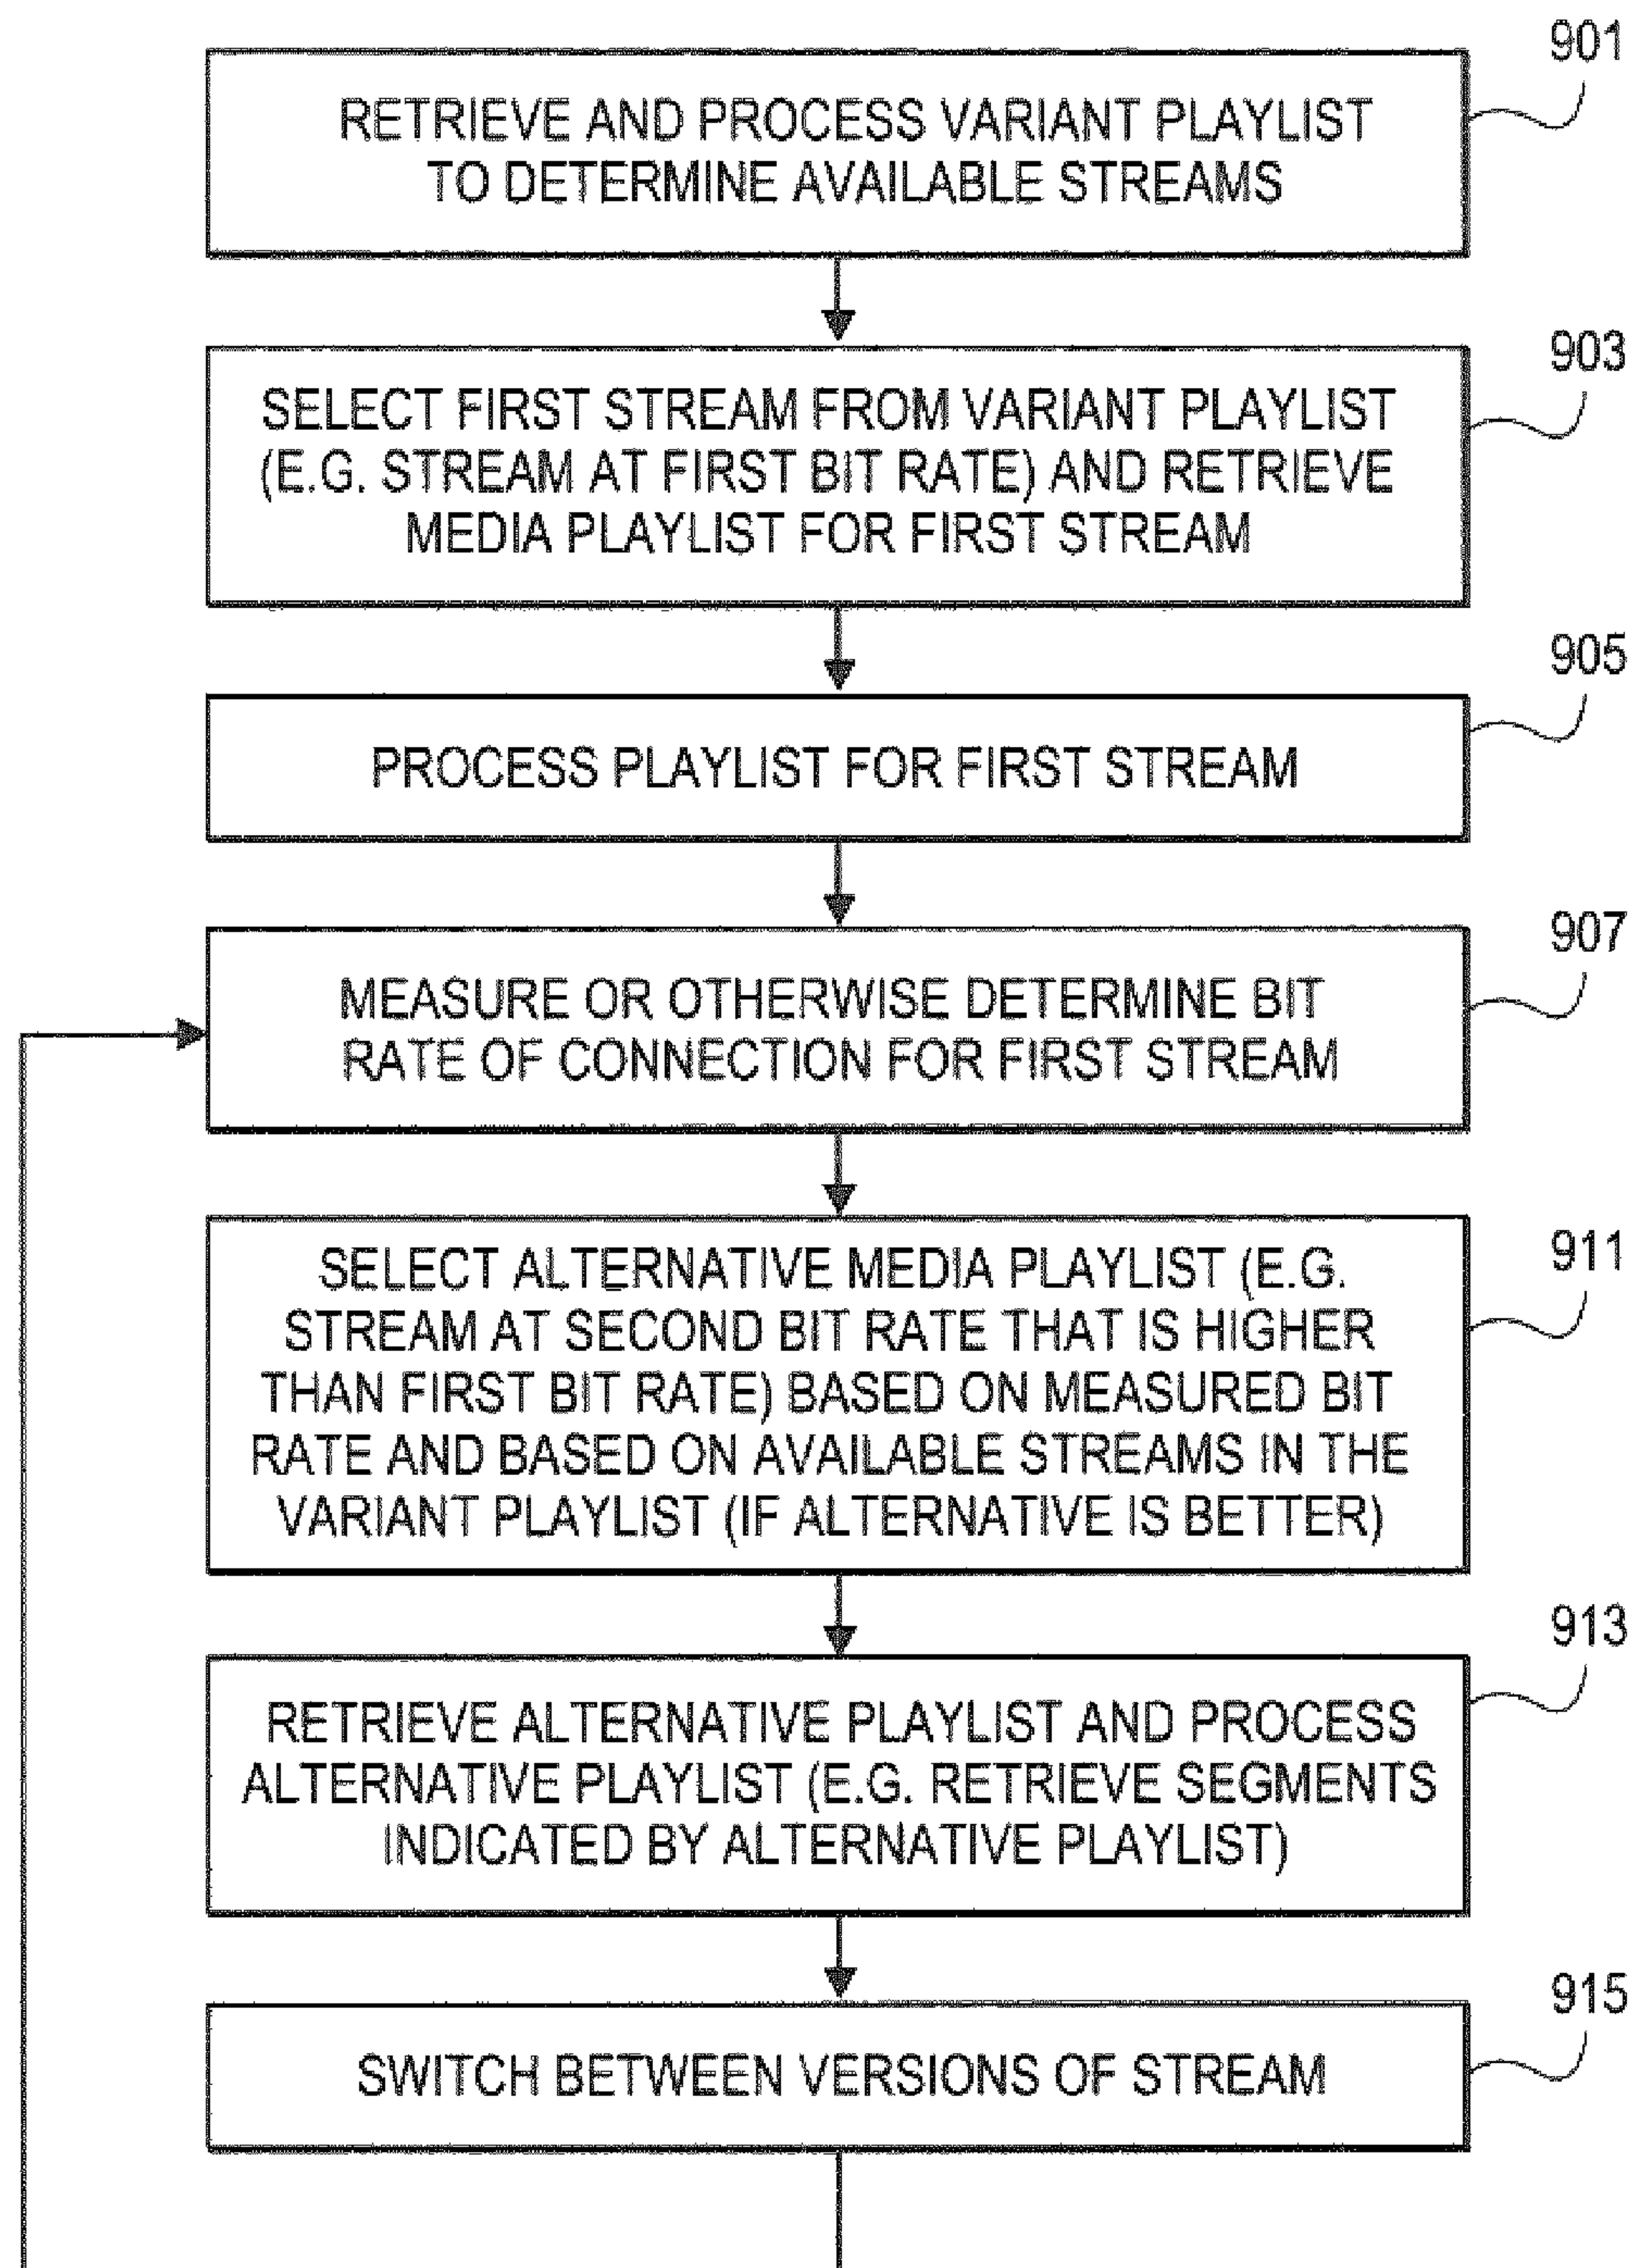 901
RETRIEVE AND PROCESS VARIANT PLAYLIST
TO DETERMINE AVAILABLE STREAMS
903
SELECT FIRST STREAM FROM VARIANT PLAYLIST
(E.G. STREAM AT FIRST BIT RATE) AND RETRIEVE
MEDIA PLAYLIST FOR FIRST STREAM
905
PROCESS PLAYLIST FOR FIRST STREAM
907
MEASURE OR OTHERWISE DETERMINE BIT
RATE OF CONNECTION FOR FIRST STREAM
911
SELECT ALTERNATIVE MEDIA PLAYLIST (E.G.
STREAM AT SECOND BIT RATE THAT IS HIGHER
THAN FIRST BIT RATE) BASED ON MEASURED BIT
RATE AND BASED ON AVAILABLE STREAMS IN THE
VARIANT PLAYLIST (IF ALTERNATIVE IS BETTER)
913
RETRIEVE ALTERNATIVE PLAYLIST AND PROCESS
ALTERNATIVE PLAYLIST (E.G. RETRIEVE SEGMENTS
INDICATED BY ALTERNATIVE PLAYLIST)
915
SWITCH BETWEEN VERSIONS OF STREAM